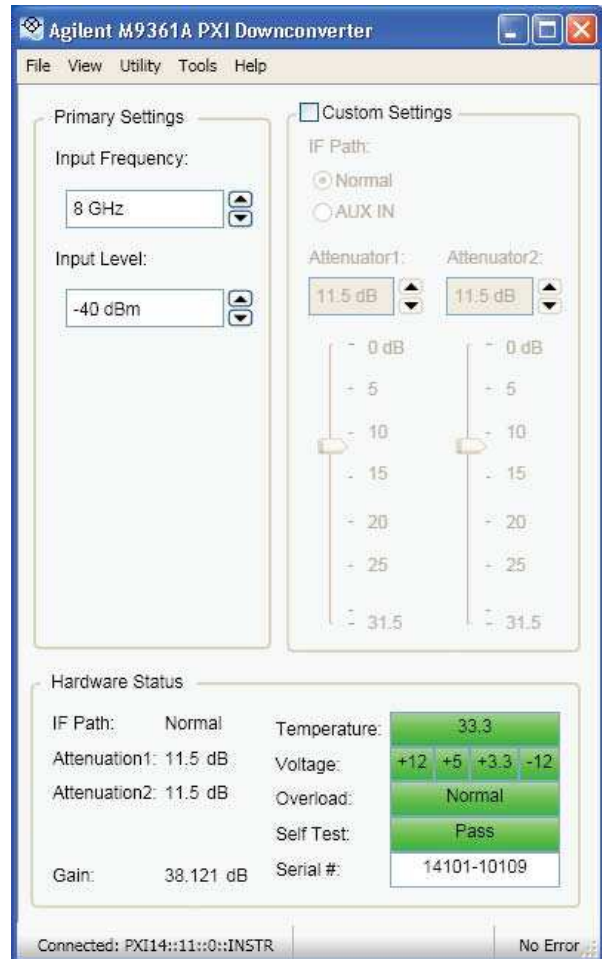 Agilent M9361A PXI Downconverter
File View Utility Tools Help
Primary Settings
Input Frequency:
8 GHz
Input Level:
-40 dBm
Custom Settings
IF Path:
Normal
AUX IN
Attenuator1: Attenuator2:
11.5 dB 11.5 dB
0 dB 0 dB
5 5
10 10
15 15
20 20
25 25
31.5 31.5
Hardware Status
IF Path: Normal
Attenuation1: 11.5 dB
Attenuation2: 11.5 dB
Gain: 38.121 dB
Temperature: 33.3
Voltage: +12 +5 +3.3 -12
Overload: Normal
Self Test: Pass
Serial #: 14101-10109
Connected: PXI14::11::0::INSTR No Error